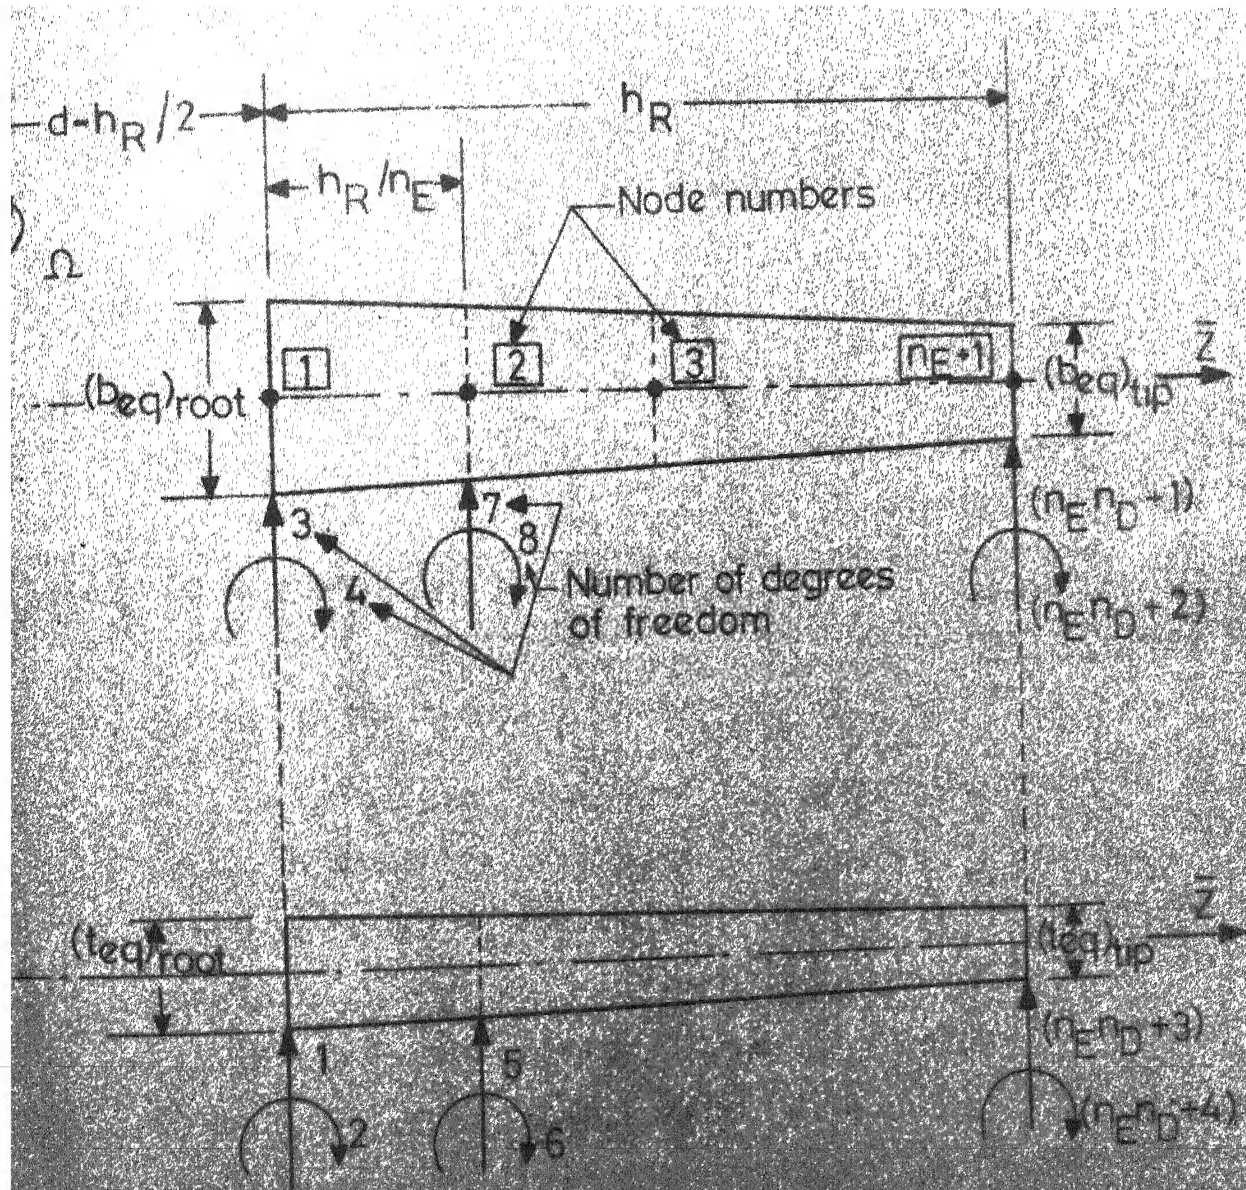 d=h_R/2
h_R
h_R/n_E
Node numbers
Ω
1
2
3
n_E+1
z̄
(b_eq)_root
(b_eq)_tip
3
4
7
8
Number of degrees
of freedom
(n_E n_D+1)
(n_E n_D+2)
(t_eq)_root
(t_eq)_tip
z̄
1
2
5
6
(n_E n_D+3)
(n_E n_D+4)